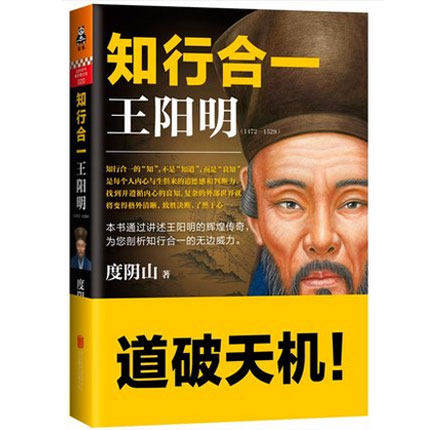 知行合一
王阳明
(1472—1529)
知行合一的“知”，不是“知道”，而是“良知”
是每个人内心与生俱来的道德感和判断力。
找到并遵循内心的良知，复杂的外部世界就
将变得格外清晰，致胜决断，了然于心。
本书通过讲述王阳明的辉煌传奇，
为您剖析知行合一的无边威力。
度阴山 著
道破天机！
知行合一
王阳明